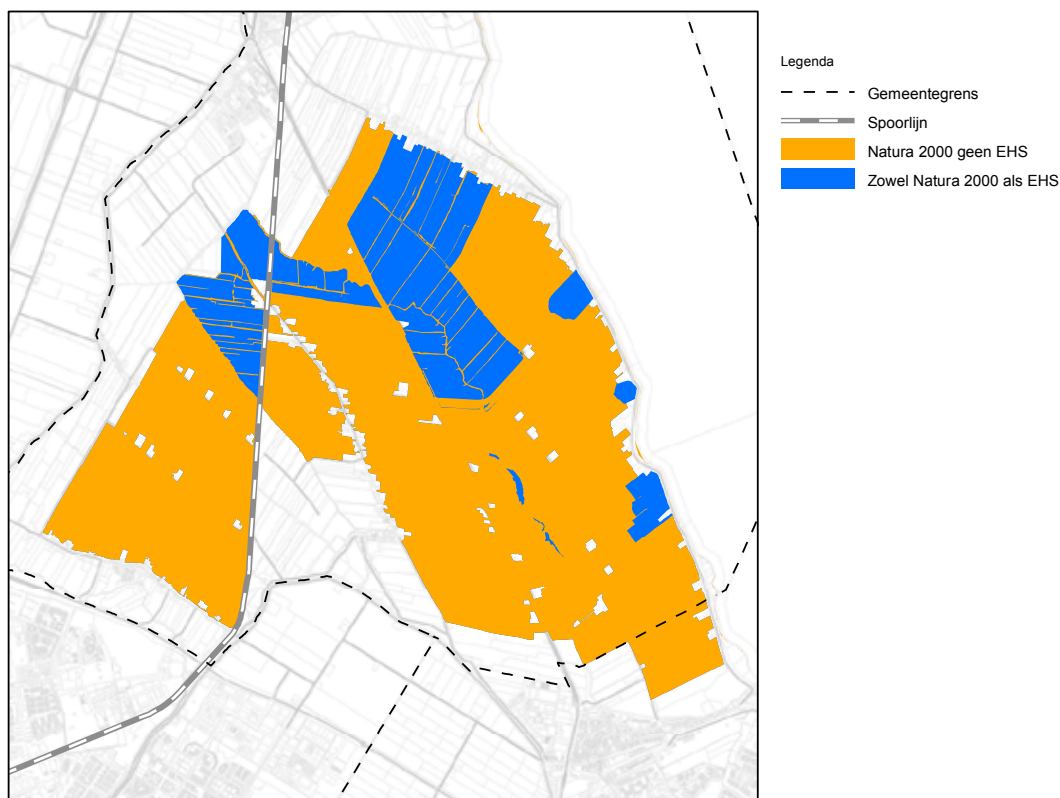 Legenda
Gemeentegrens
Spoorlijn
Natura 2000 geen EHS
Zowel Natura 2000 als EHS